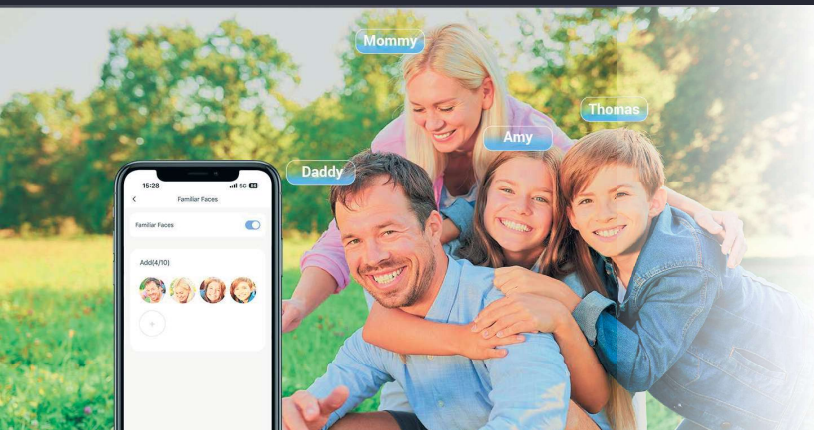 Mommy
Thomas
Amy
Daddy
15:28
5G
Familiar Faces
Familiar Faces
Add(4/10)